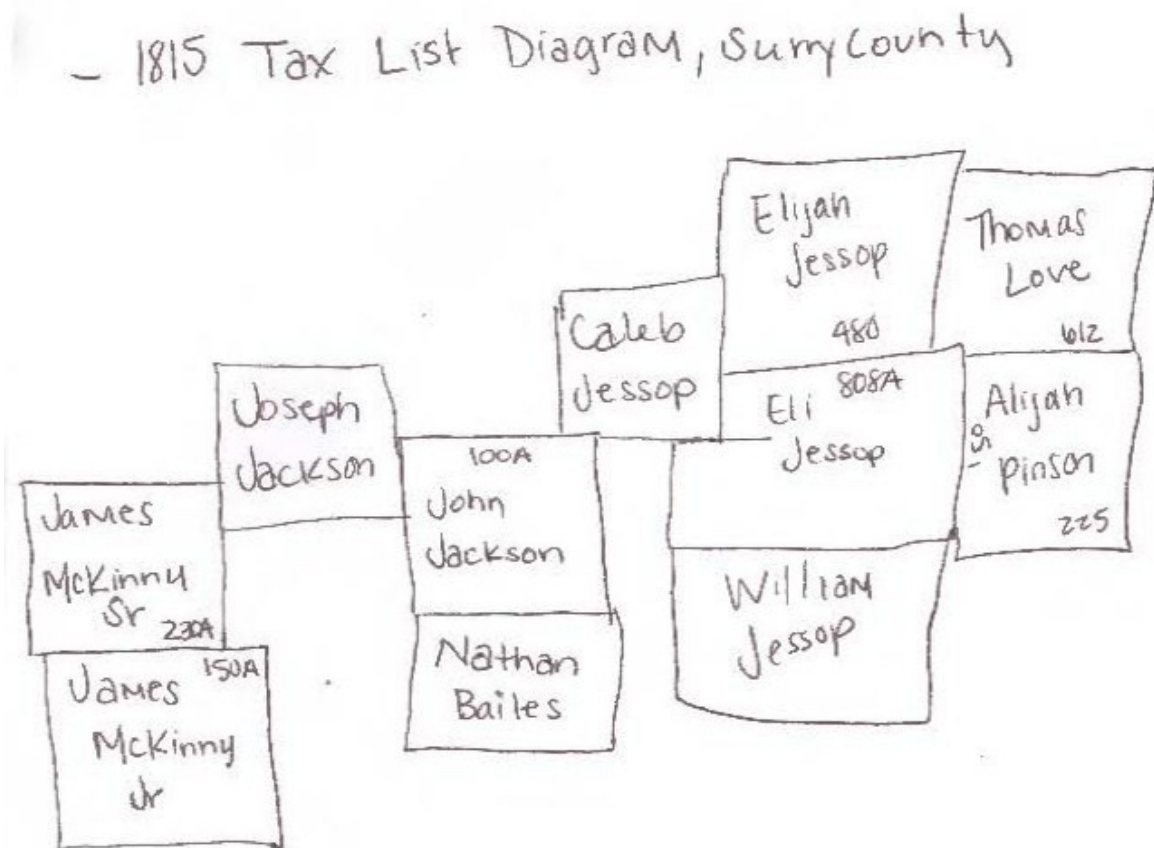 - 1815 Tax List Diagram, Surry County
Elijah
Jessop
480
Thomas
Love
612
Caleb
Jessop
Eli 808A
Jessop
Alijah
Pinson
225
Joseph
Jackson
100A
John
Jackson
James
McKinny
Sr 230A
William
Jessop
Nathan
Bailes
James 150A
McKinny
Jr